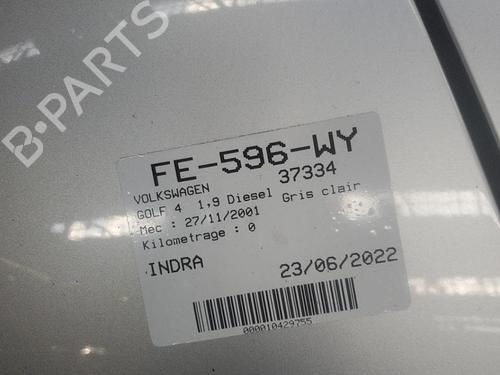 B-PARTS
FE-596-WY
VOLKSWAGEN 37334
GOLF 4 1,9 Diesel Gris clair
Mec : 27/11/2001
Kilometrage : 0
INDRA 23/06/2022
000010429755